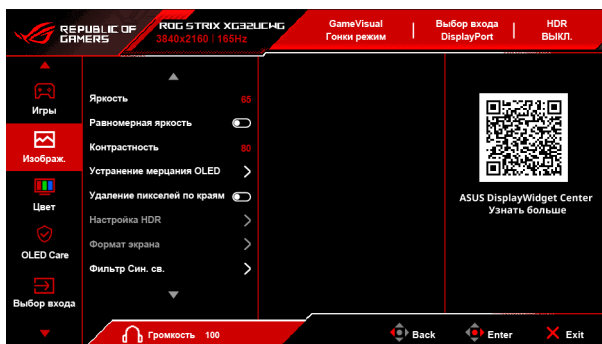 REPUBLIC OF
GAMERS
ROG STRIX XG32UCWG
3840x2160 | 165Hz
GameVisual
Гонки режим
Выбор входа
DisplayPort
HDR
ВЫКЛ.
Игры
Изображ.
Цвет
OLED Care
Выбор входа
Яркость 65
Равномерная яркость
Контрастность 80
Устранение мерцания OLED
Удаление пикселей по краям
Настройка HDR
Формат экрана
Фильтр Син. св.
ASUS DisplayWidget Center
Узнать больше
Громкость 100
Back
Enter
Exit